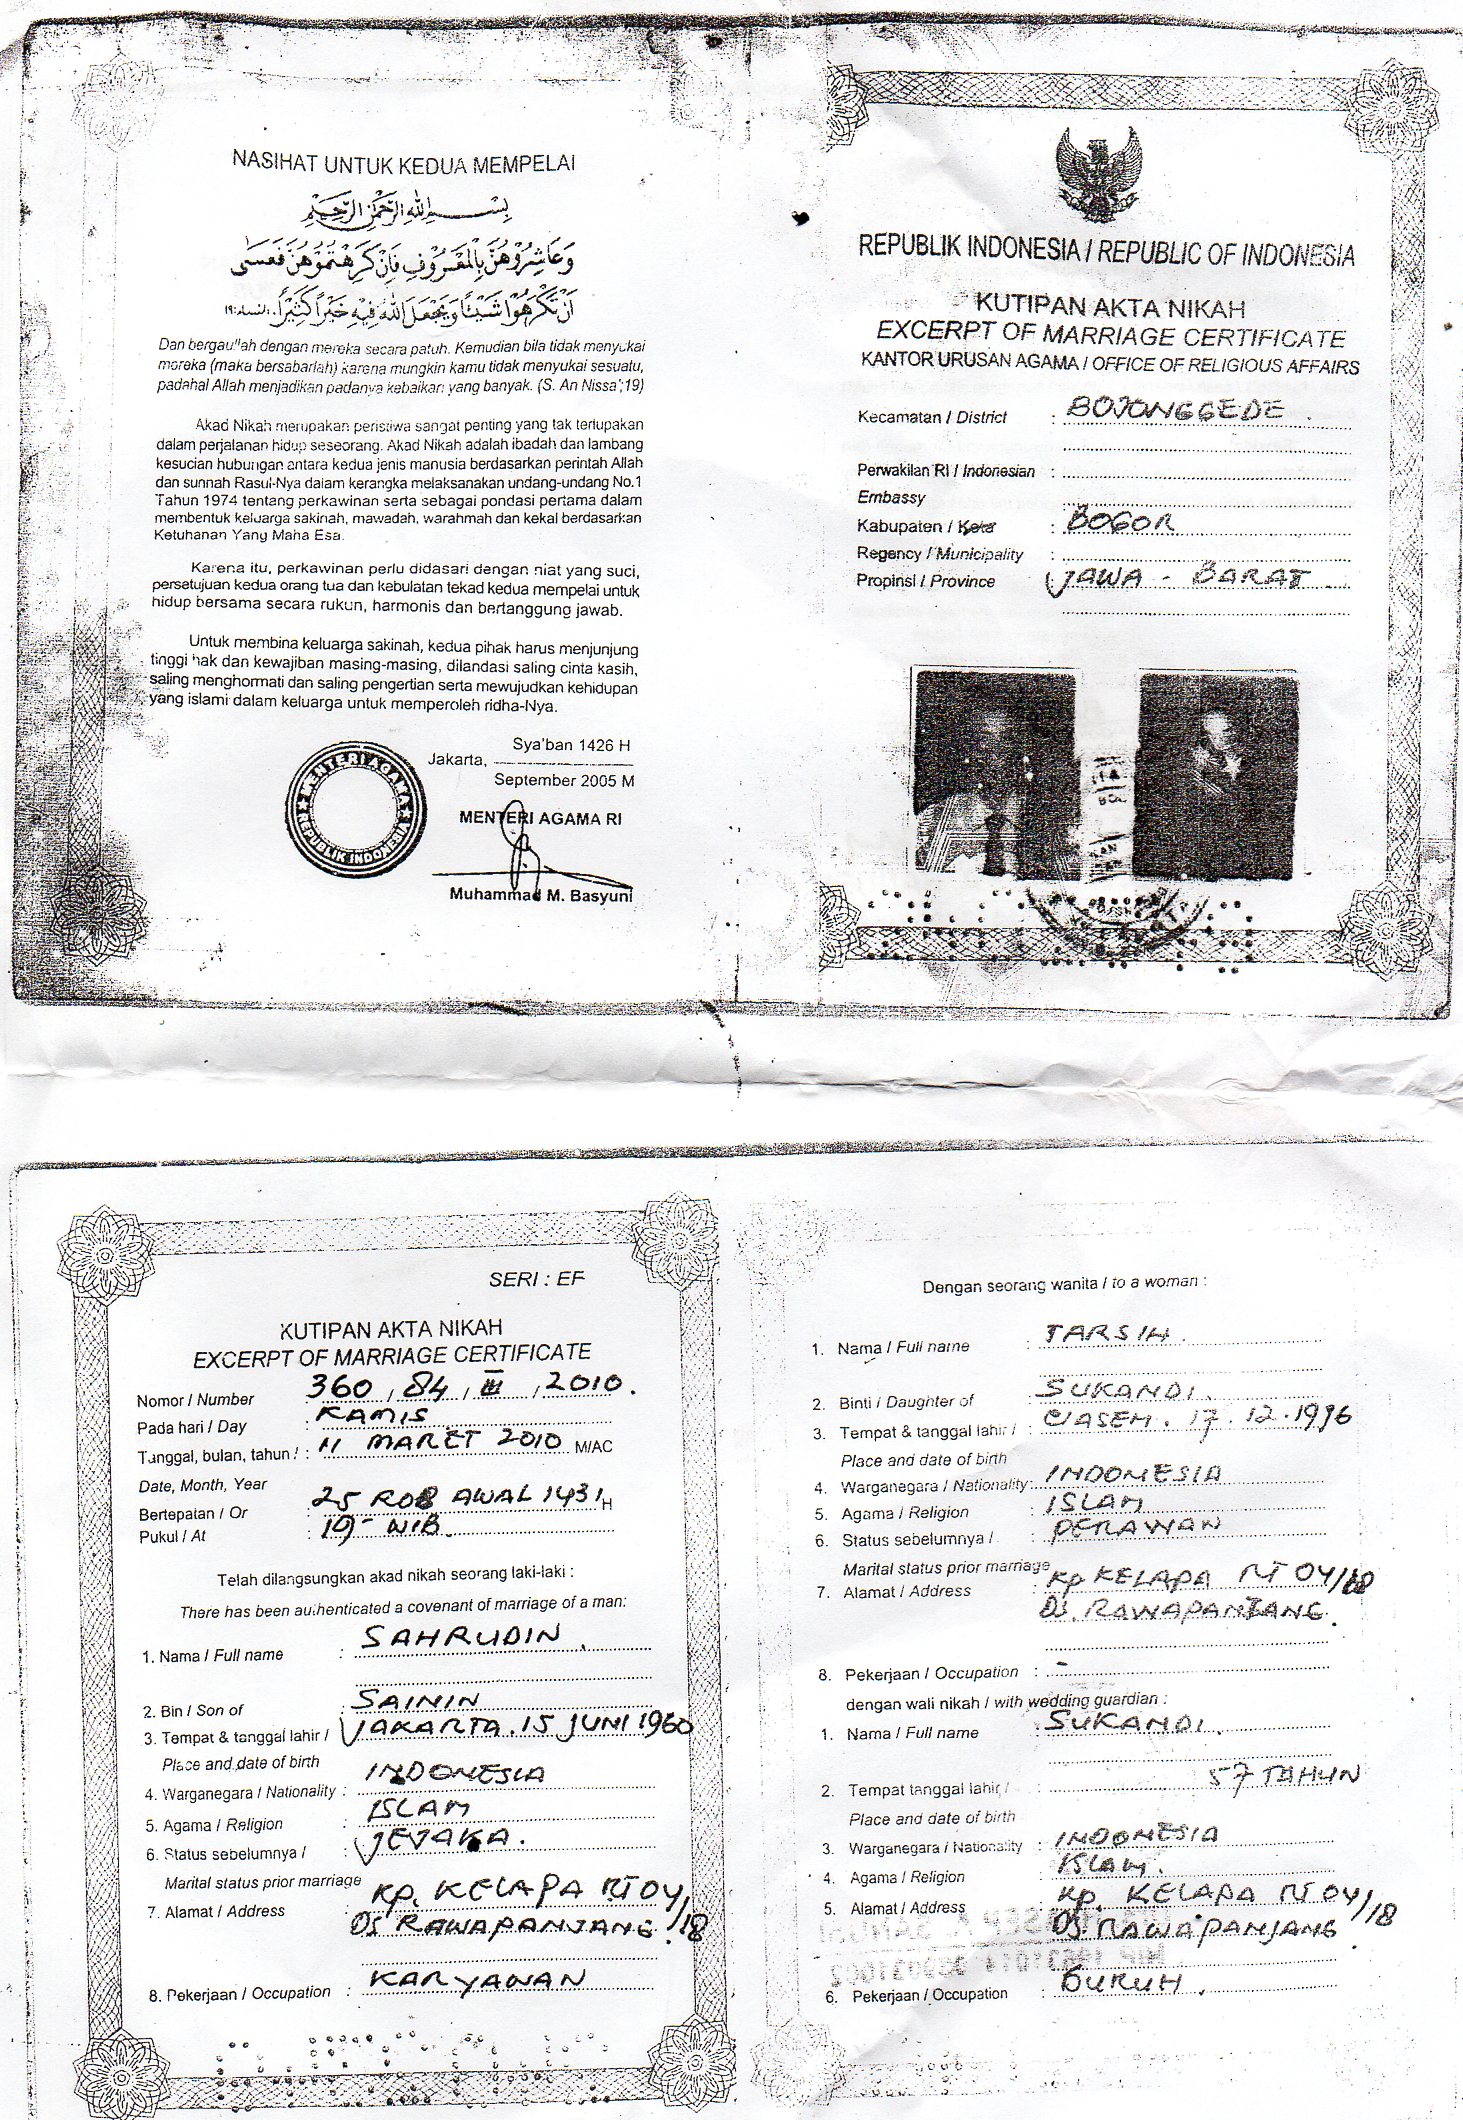 NASIHAT UNTUK KEDUA MEMPELAI
بِسْــــمِ اللهِ الرَّحْمٰنِ الرَّحِيْمِ
وَعَاشِرُوْهُنَّ بِالْمَعْرُوْفِ فَإِنْ كَرِهْتُمُوْهُنَّ فَعَسٰى
اَنْ تَكْرَهُوْا شَيْئًا وَيَجْعَلَ اللهُ فِيْهِ خَيْرًا كَثِيْرًا. النساء:١٩
Dan bergaullah dengan mereka secara patuh. Kemudian bila tidak menyukai
mereka (maka bersabarlah) karena mungkin kamu tidak menyukai sesuatu,
padahal Allah menjadikan padanya kebaikan yang banyak. (S. An Nissa';19)
Akad Nikah merupakan peristiwa sangat penting yang tak terlupakan
dalam perjalanan hidup seseorang. Akad Nikah adalah ibadah dan lambang
kesucian hubungan antara kedua jenis manusia berdasarkan perintah Allah
dan sunnah Rasul-Nya dalam kerangka melaksanakan undang-undang No.1
Tahun 1974 tentang perkawinan serta sebagai pondasi pertama dalam
membentuk keluarga sakinah, mawadah, warahmah dan kekal berdasarkan
Ketuhanan Yang Maha Esa.
Karena itu, perkawinan perlu didasari dengan niat yang suci,
persetujuan kedua orang tua dan kebulatan tekad kedua mempelai untuk
hidup bersama secara rukun, harmonis dan bertanggung jawab.
Untuk membina keluarga sakinah, kedua pihak harus menjunjung
tinggi hak dan kewajiban masing-masing, dilandasi saling cinta kasih,
saling menghormati dan saling pengertian serta mewujudkan kehidupan
yang islami dalam keluarga untuk memperoleh ridha-Nya.
Sya'ban 1426 H
Jakarta,
September 2005 M
MENTERI AGAMA RI
Muhammad M. Basyuni
MENTERI AGAMA
REPUBLIK INDONESIA
REPUBLIK INDONESIA / REPUBLIC OF INDONESIA
KUTIPAN AKTA NIKAH
EXCERPT OF MARRIAGE CERTIFICATE
KANTOR URUSAN AGAMA / OFFICE OF RELIGIOUS AFFAIRS
Kecamatan / District : BOJONGGEDE
Perwakilan RI / Indonesian :
Embassy
Kabupaten / Kota : BOGOR
Regency / Municipality :
Propinsi / Province : JAWA - BARAT
SERI : EF
KUTIPAN AKTA NIKAH
EXCERPT OF MARRIAGE CERTIFICATE
Nomor / Number : 360 / 84 / III / 2010.
Pada hari / Day : KAMIS
Tanggal, bulan, tahun / : 11 MARET 2010 M/AC
Date, Month, Year
Bertepatan / Or : 25 ROB AWAL 1431 H
Pukul / At : 10 - WIB.
Telah dilangsungkan akad nikah seorang laki-laki :
There has been authenticated a covenant of marriage of a man:
1. Nama / Full name : SAHRUDIN.
2. Bin / Son of : SAININ
3. Tempat & tanggal lahir / : JAKARTA. 15 JUNI 1960
Place and date of birth
4. Warganegara / Nationality : INDONESIA
5. Agama / Religion : ISLAM
6. Status sebelumnya / : JEJAKA.
Marital status prior marriage
7. Alamat / Address : Kp. KELAPA RT 04/18
Ds RAWAPANJANG.
8. Pekerjaan / Occupation : KARYAWAN
Dengan seorang wanita / to a woman :
1. Nama / Full name : TARSIH.
2. Binti / Daughter of : SUKANDI.
3. Tempat & tanggal lahir / : CIASEM. 17. 12. 1996
Place and date of birth
4. Warganegara / Nationality: INDONESIA
5. Agama / Religion : ISLAM
6. Status sebelumnya / : PERAWAN
Marital status prior marriage
7. Alamat / Address : Kp KELAPA RT 04/18
Ds. RAWAPANJANG.
8. Pekerjaan / Occupation : -
dengan wali nikah / with wedding guardian :
1. Nama / Full name : SUKANDI.
2. Tempat tanggal lahir / : 57 TAHUN
Place and date of birth
3. Warganegara / Nationality : INDONESIA
4. Agama / Religion : ISLAM.
5. Alamat / Address : Kp. KELAPA RT 04/18
Ds. RAWAPANJANG
6. Pekerjaan / Occupation : BURUH.